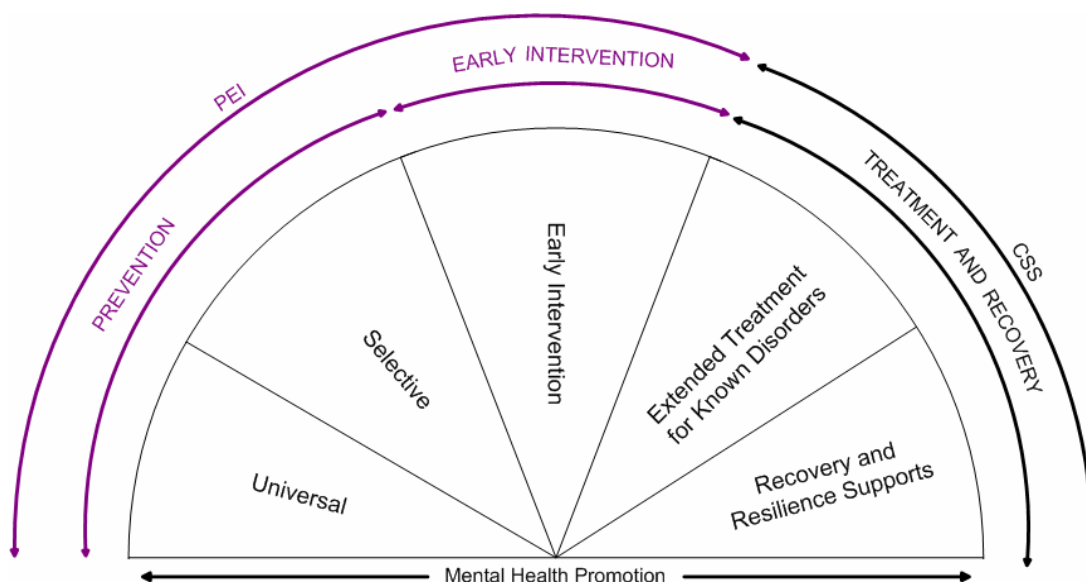 PEI
EARLY INTERVENTION
PREVENTION
TREATMENT AND RECOVERY
CSS
Universal
Selective
Early Intervention
Extended Treatment
for Known Disorders
Recovery and
Resilience Supports
Mental Health Promotion